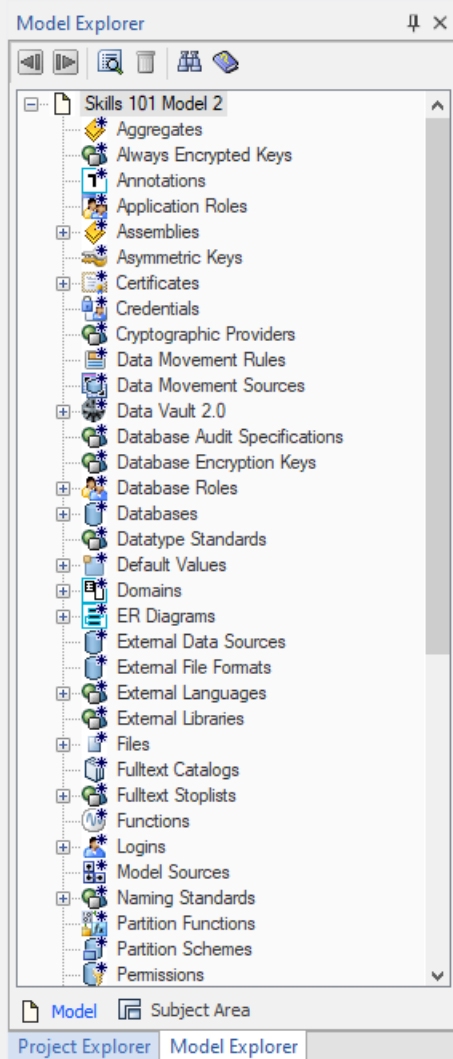 Model Explorer
Skills 101 Model 2
Aggregates
Always Encrypted Keys
Annotations
Application Roles
Assemblies
Asymmetric Keys
Certificates
Credentials
Cryptographic Providers
Data Movement Rules
Data Movement Sources
Data Vault 2.0
Database Audit Specifications
Database Encryption Keys
Database Roles
Databases
Datatype Standards
Default Values
Domains
ER Diagrams
External Data Sources
External File Formats
External Languages
External Libraries
Files
Fulltext Catalogs
Fulltext Stoplists
Functions
Logins
Model Sources
Naming Standards
Partition Functions
Partition Schemes
Permissions
Model Subject Area
Project Explorer Model Explorer